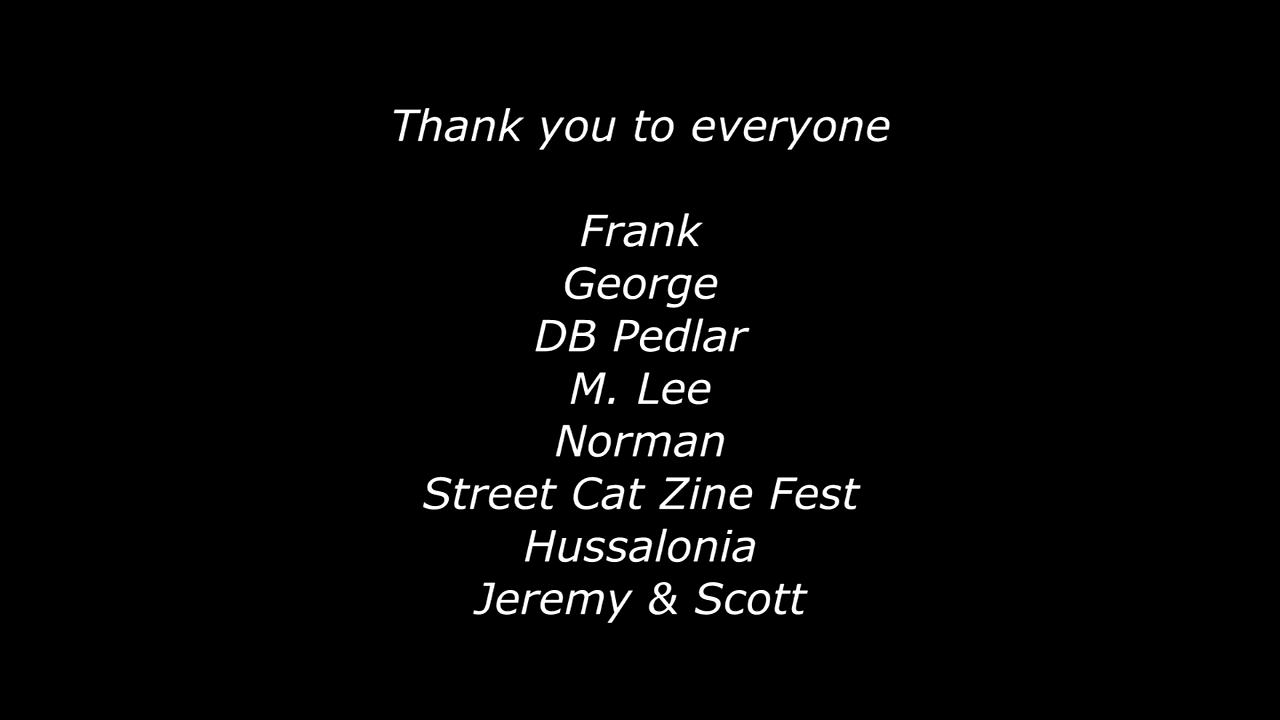 Thank you to everyone
Frank
George
DB Pedlar
M. Lee
Norman
Street Cat Zine Fest
Hussalonia
Jeremy & Scott